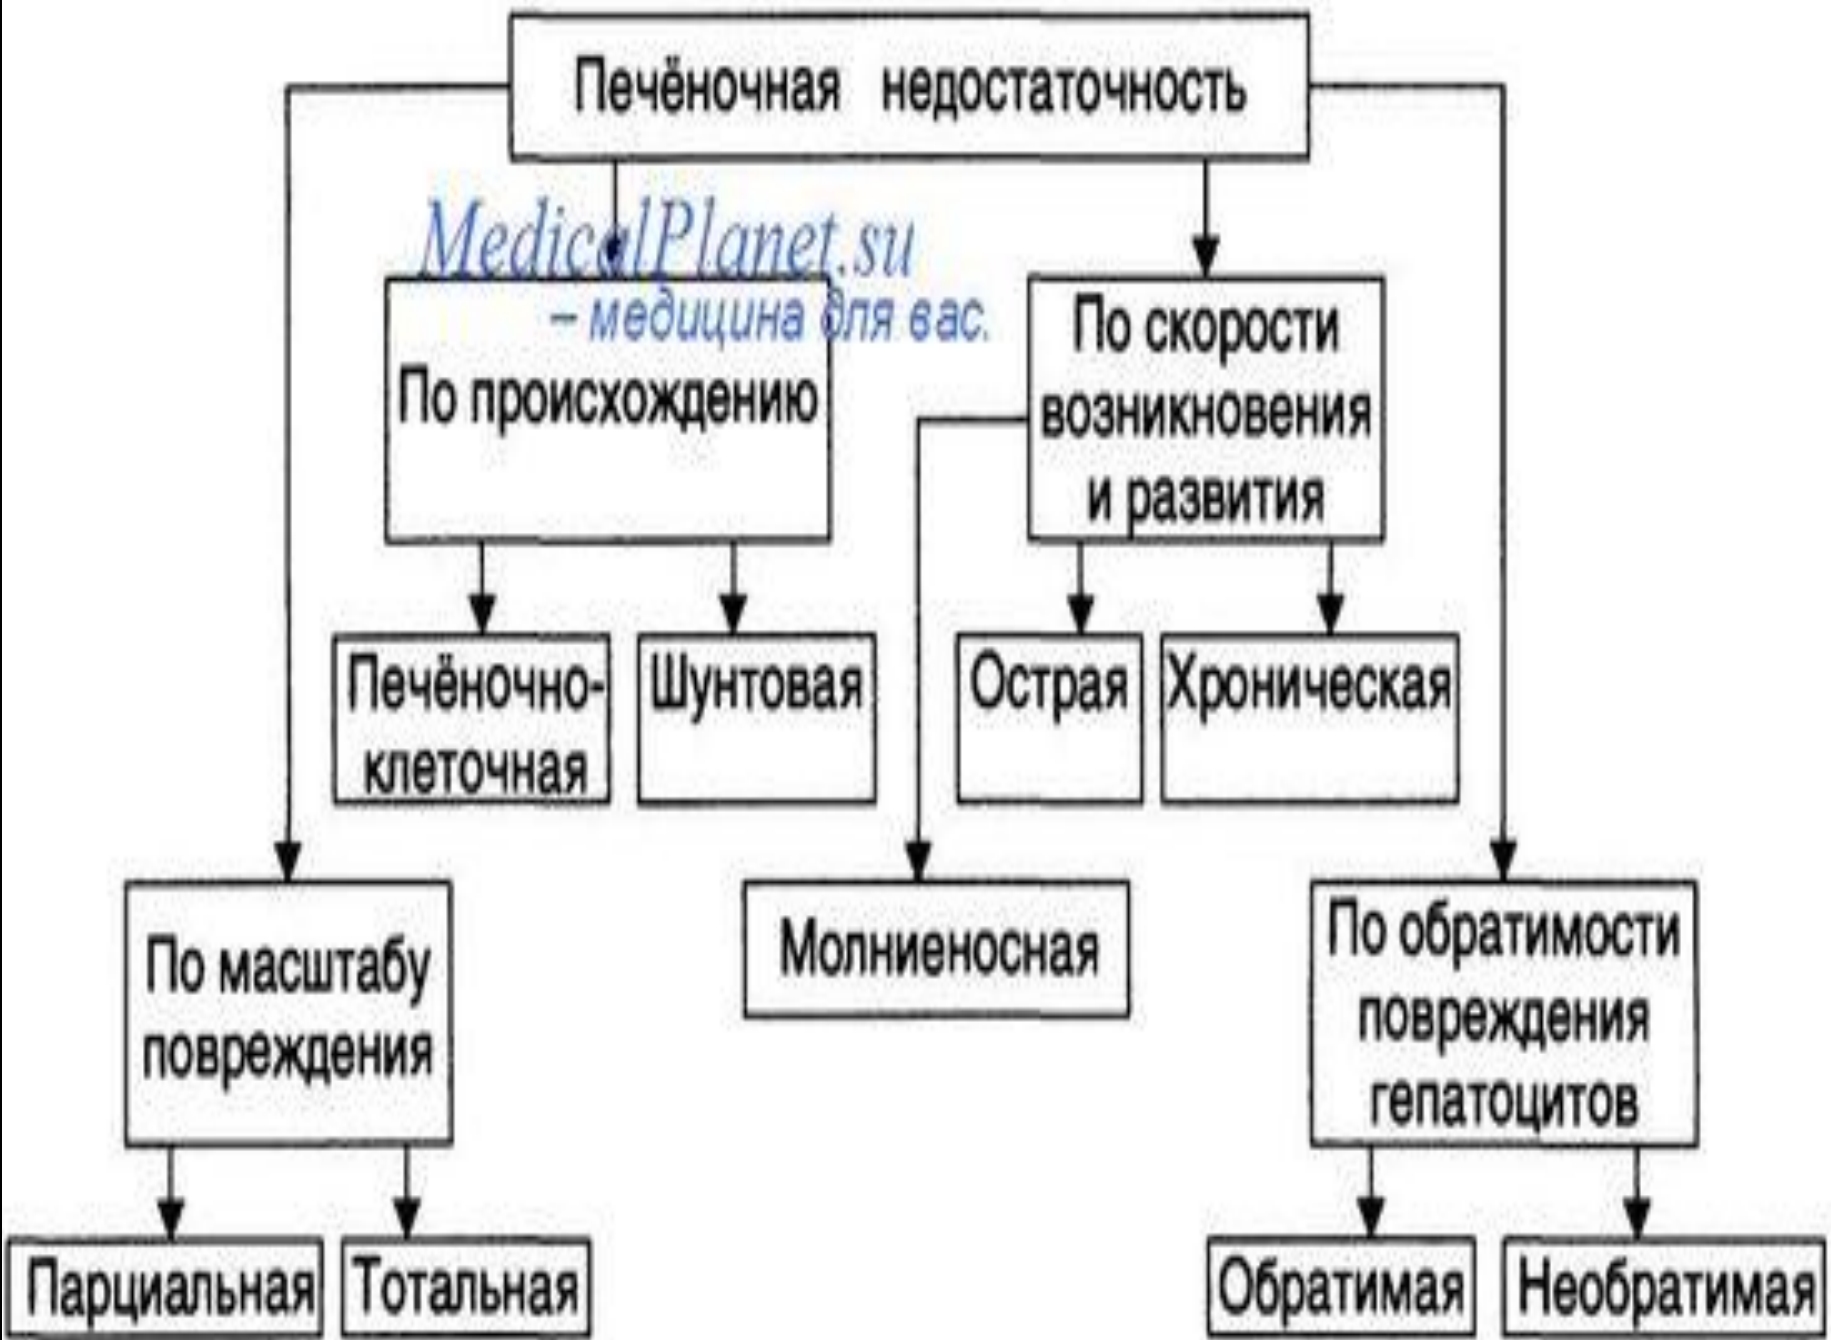 Печёночная недостаточность
MedicalPlanet.su
– медицина для вас.
По происхождению
По скорости
возникновения
и развития
Печёночно-
клеточная
Шунтовая
Острая
Хроническая
По масштабу
повреждения
Молниеносная
По обратимости
повреждения
гепатоцитов
Парциальная
Тотальная
Обратимая
Необратимая